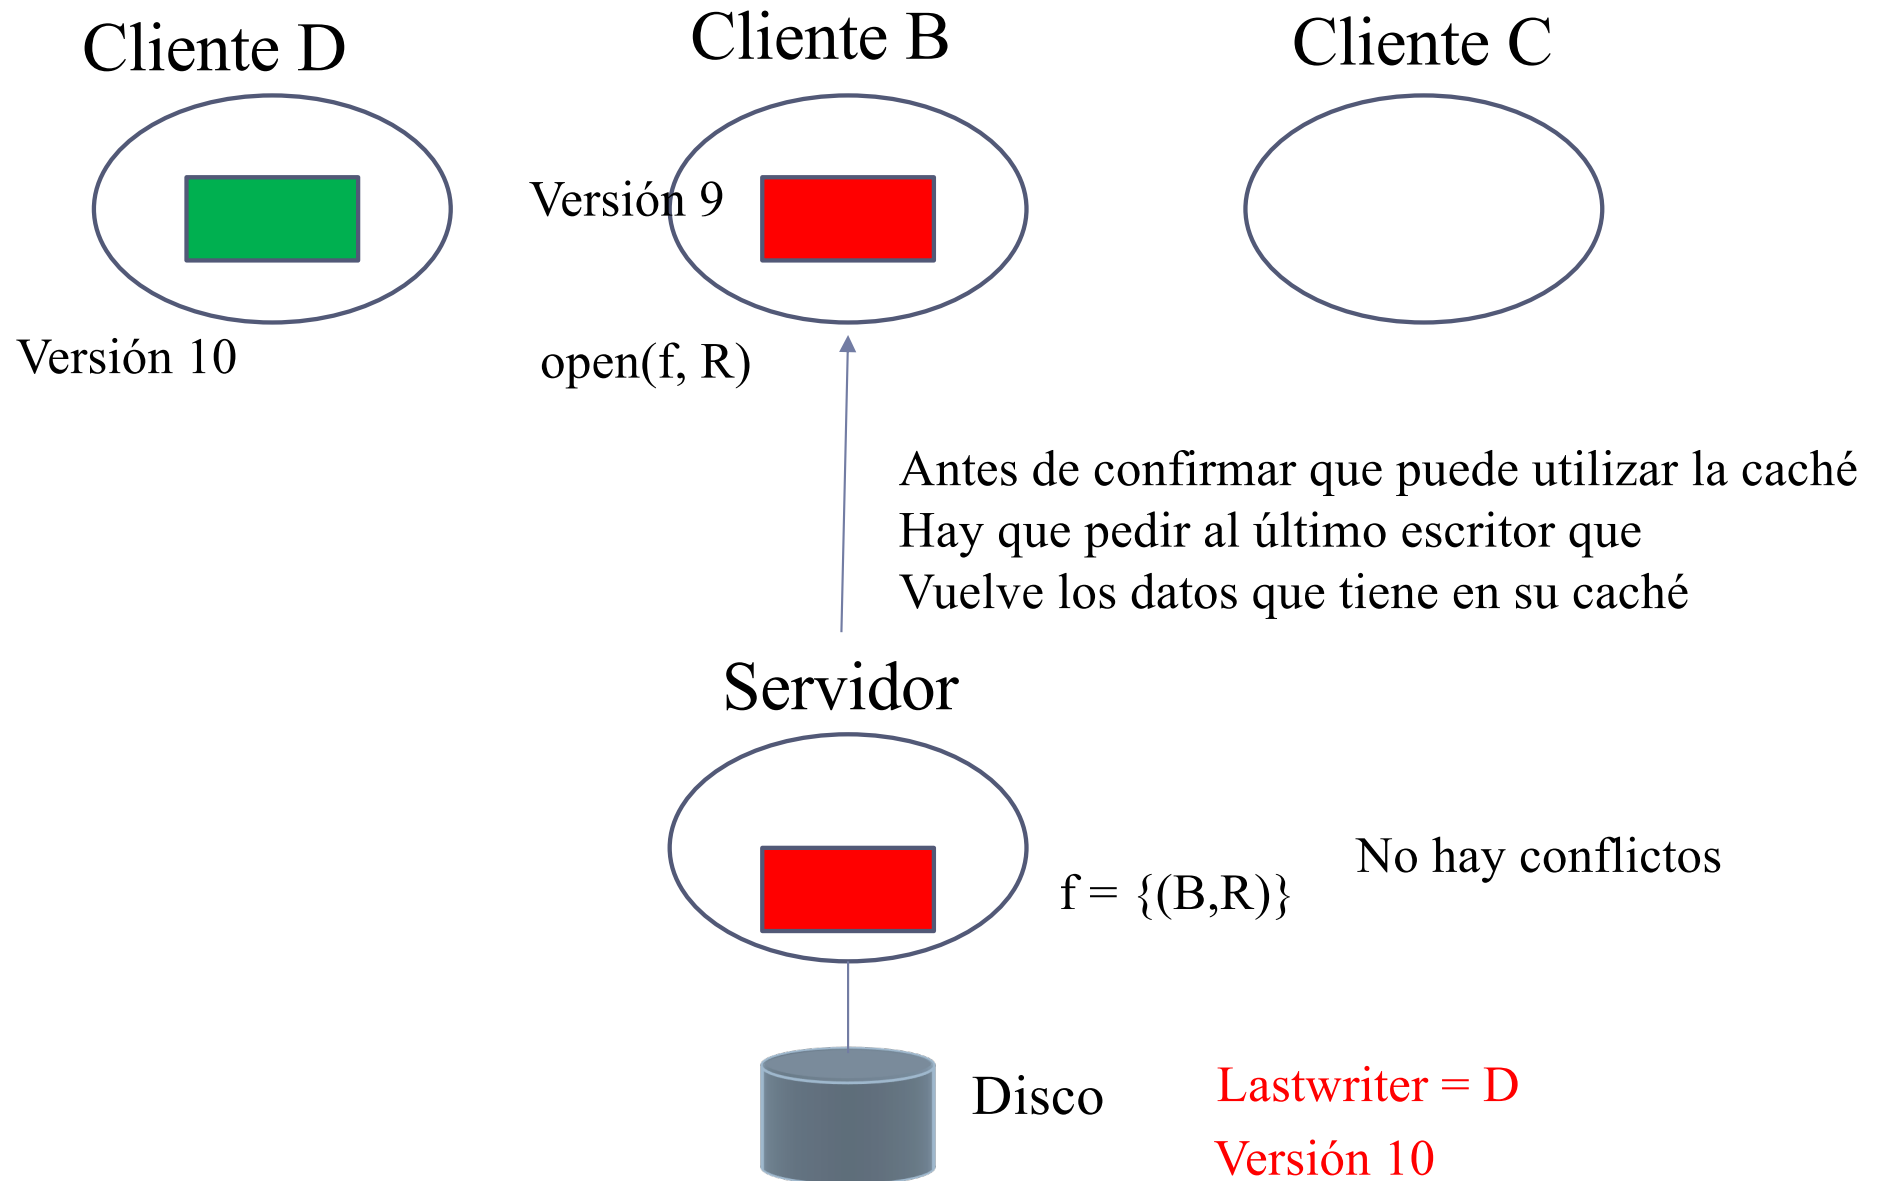 Cliente D
Cliente B
Cliente C
Versión 9
Versión 10
open(f, R)
Antes de confirmar que puede utilizar la caché
Hay que pedir al último escritor que
Vuelve los datos que tiene en su caché
Servidor
No hay conflictos
f = {(B,R)}
Disco
Lastwriter = D
Versión 10